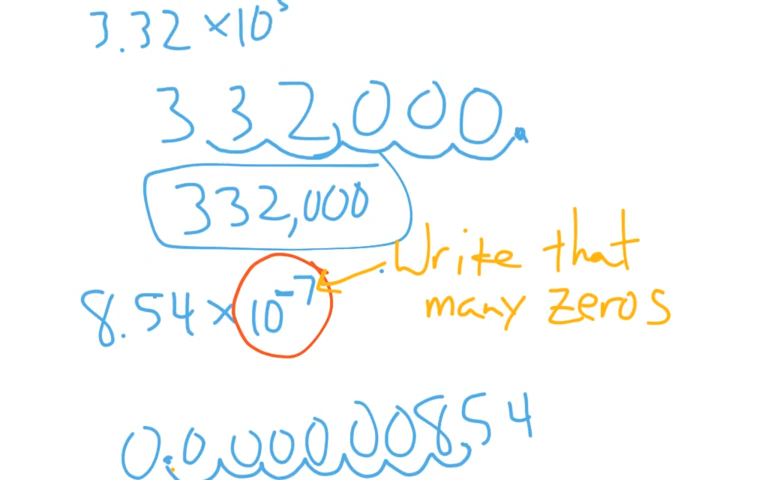 3.32 ×10⁵
332,000.
332,000
Write that
many zeros
8.54 ×10⁻⁷
0.000000854